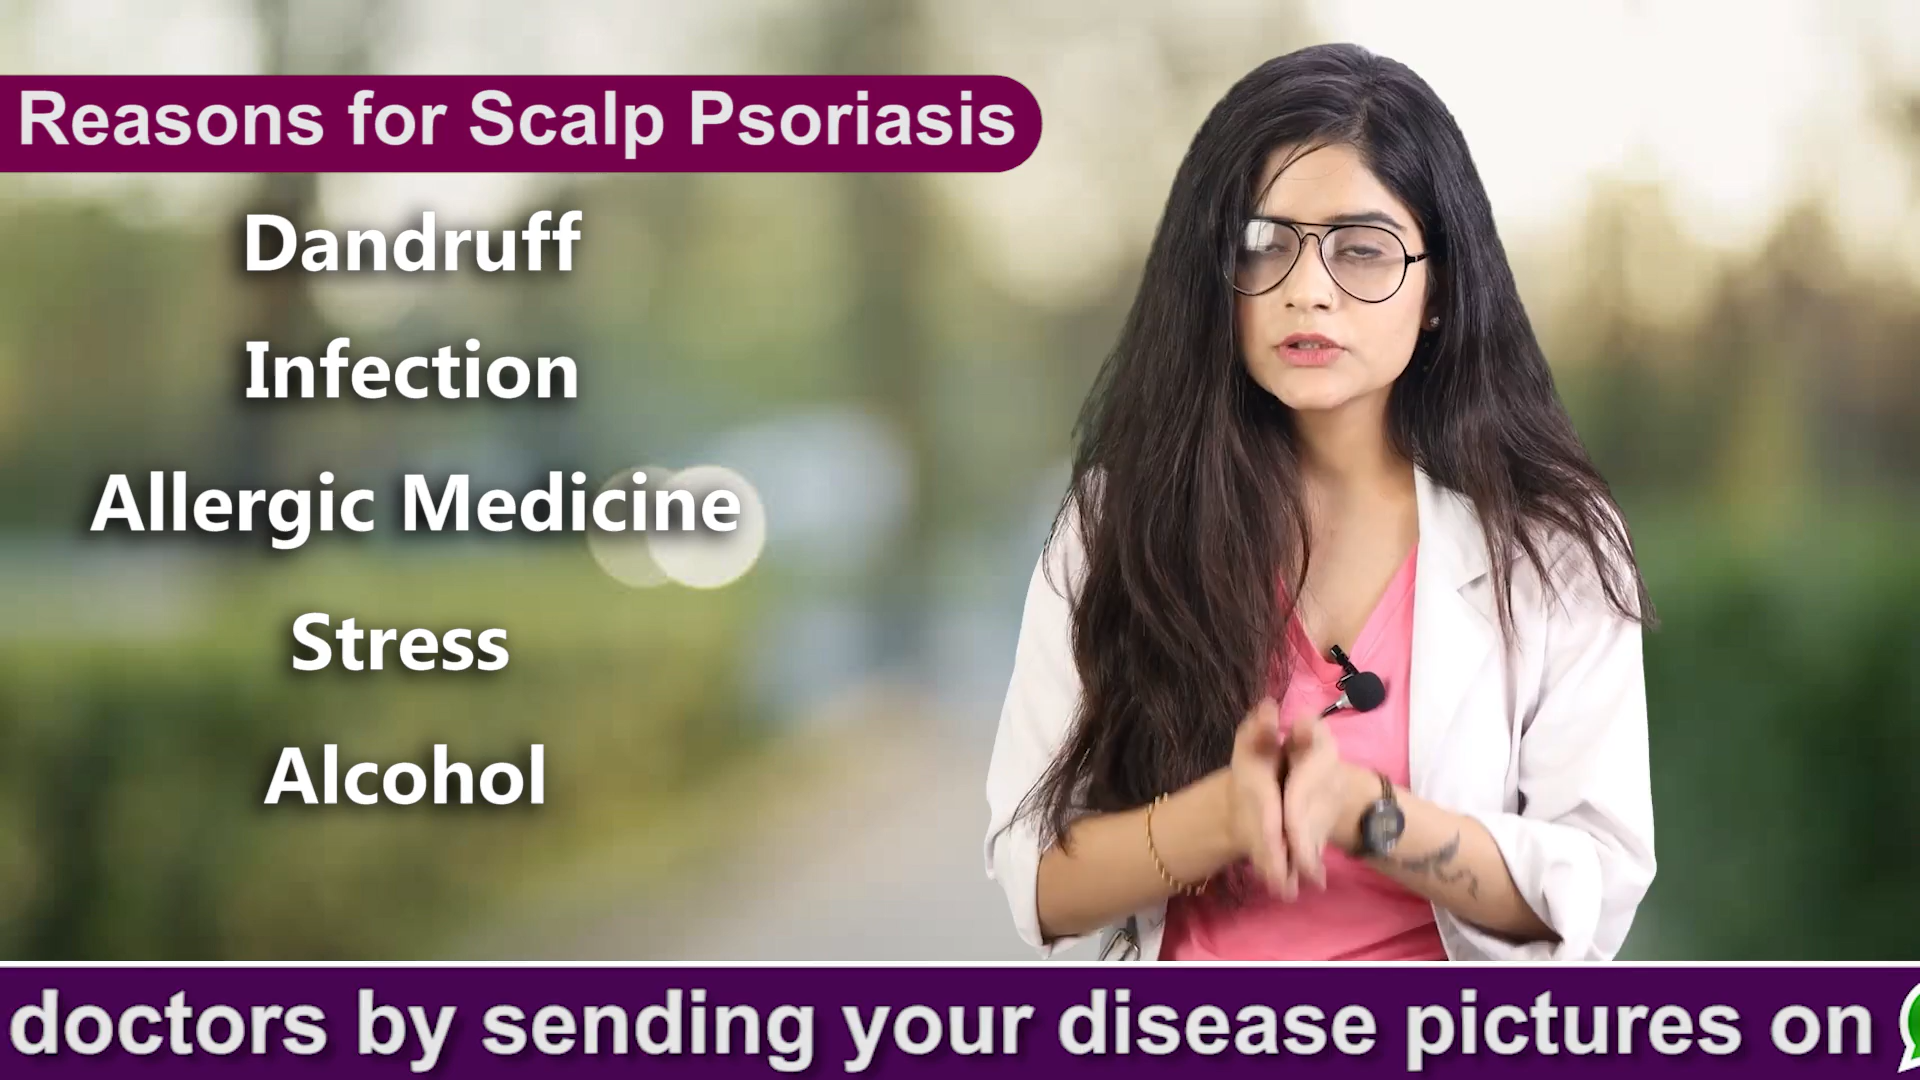 Reasons for Scalp Psoriasis
Dandruff
Infection
Allergic Medicine
Stress
Alcohol
doctors by sending your disease pictures on